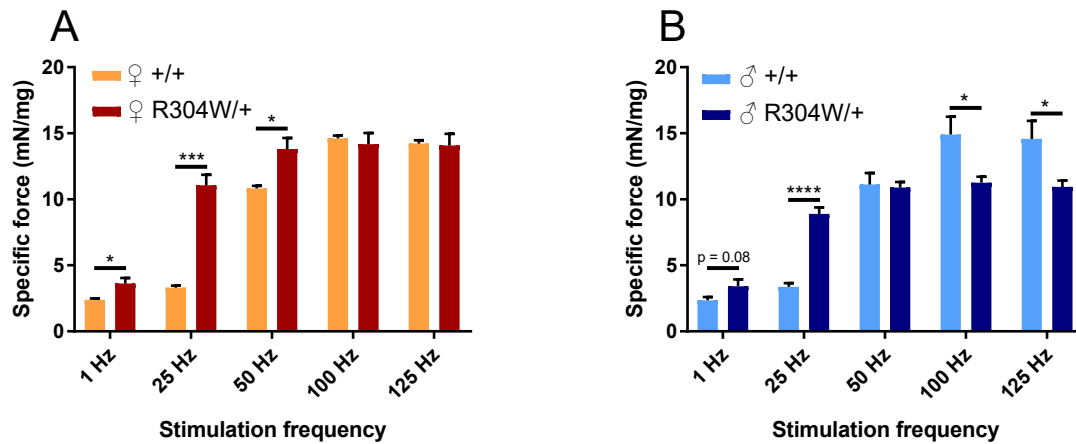 A
Specific force (mN/mg)
20
15
10
5
0
♀ +/+
♀ R304W/+
*
***
*
1 Hz
25 Hz
50 Hz
100 Hz
125 Hz
Stimulation frequency
B
Specific force (mN/mg)
20
15
10
5
0
♂ +/+
♂ R304W/+
p = 0.08
****
*
*
1 Hz
25 Hz
50 Hz
100 Hz
125 Hz
Stimulation frequency